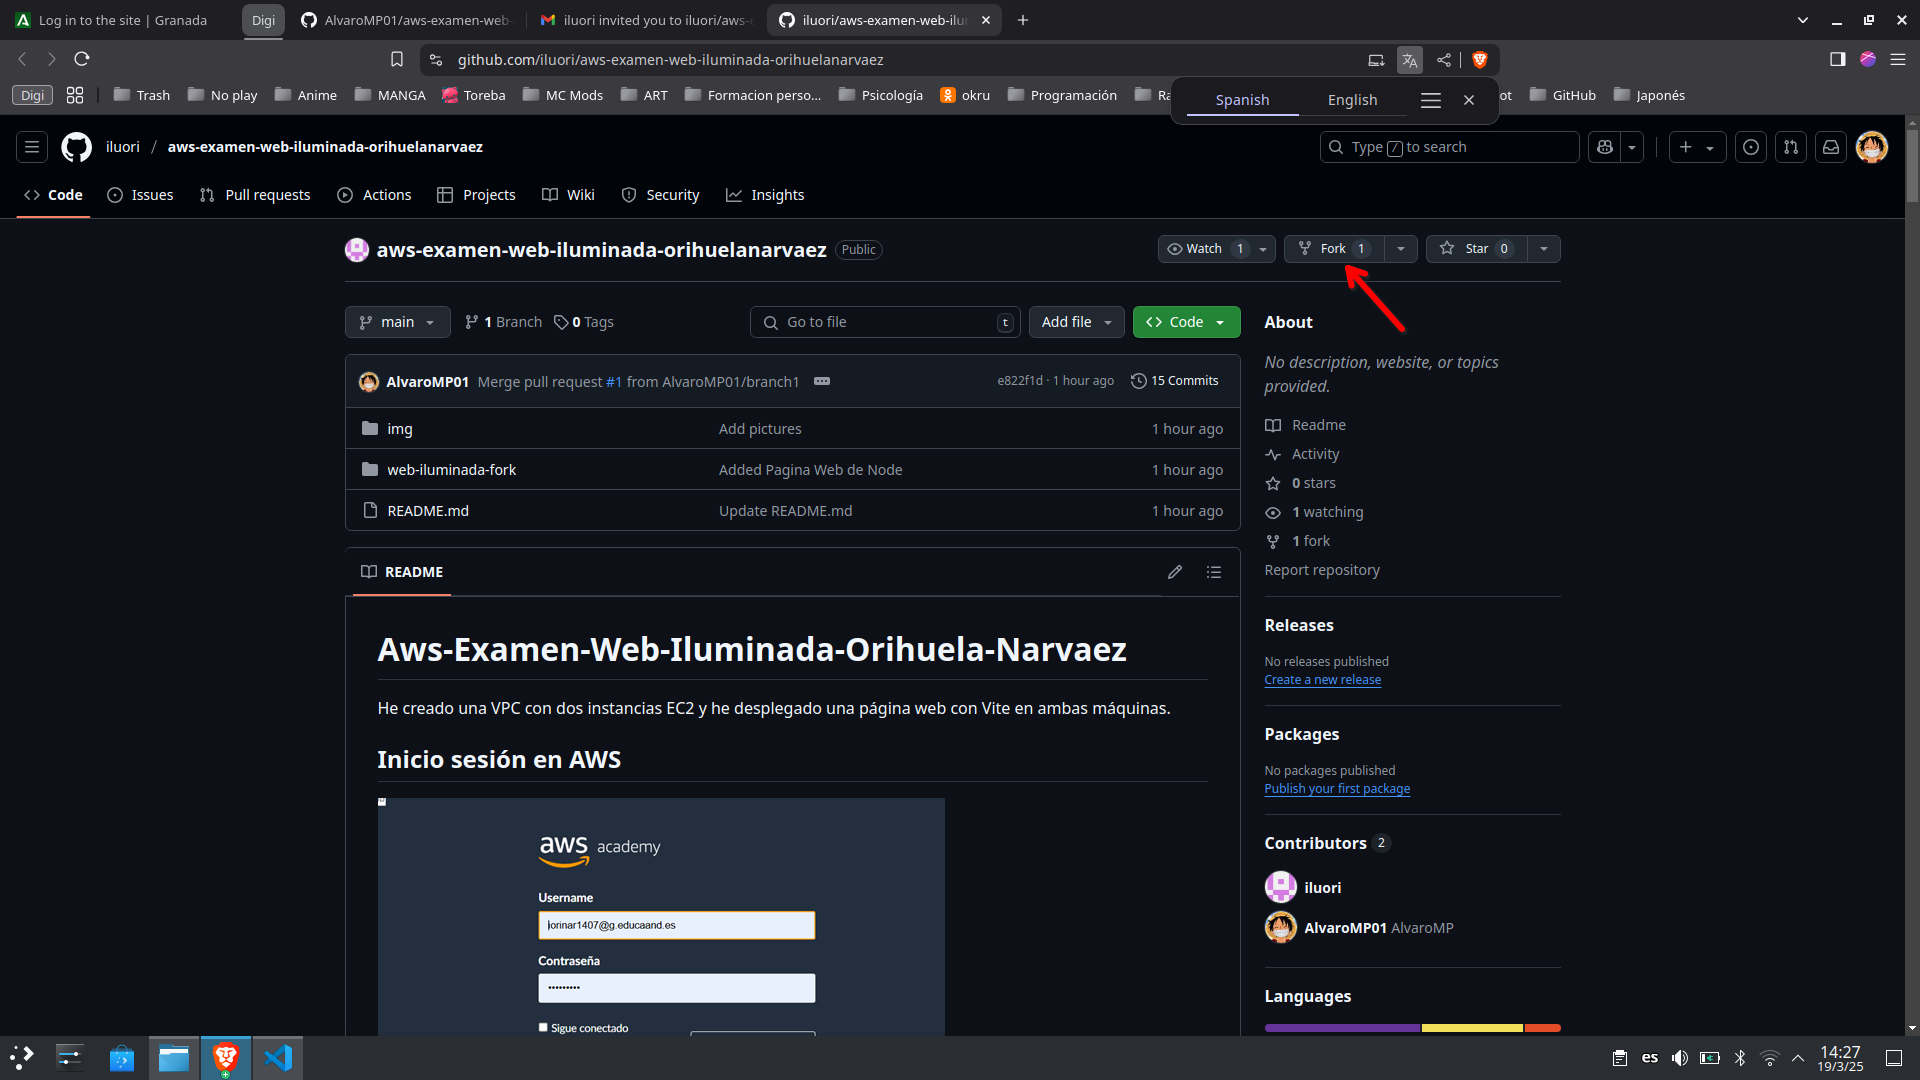 Log in to the site | Granada
Digi
AlvaroMP01/aws-examen-web-
iluori invited you to iluori/aws-e
iluori/aws-examen-web-ilu
github.com/iluori/aws-examen-web-iluminada-orihuelanarvaez
Digi
Trash
No play
Anime
MANGA
Toreba
MC Mods
ART
Formacion perso...
Psicología
okru
Programación
Ra
ot
GitHub
Japonés
Spanish
English
iluori / aws-examen-web-iluminada-orihuelanarvaez
Type / to search
Code
Issues
Pull requests
Actions
Projects
Wiki
Security
Insights
aws-examen-web-iluminada-orihuelanarvaez Public
Watch 1
Fork 1
Star 0
main
1 Branch
0 Tags
Go to file
t
Add file
Code
About
No description, website, or topics
provided.
AlvaroMP01 Merge pull request #1 from AlvaroMP01/branch1
e822f1d · 1 hour ago
15 Commits
img
Add pictures
1 hour ago
web-iluminada-fork
Added Pagina Web de Node
1 hour ago
README.md
Update README.md
1 hour ago
Readme
Activity
0 stars
1 watching
1 fork
Report repository
README
Aws-Examen-Web-Iluminada-Orihuela-Narvaez
He creado una VPC con dos instancias EC2 y he desplegado una página web con Vite en ambas máquinas.
Inicio sesión en AWS
aws academy
Username
iorinar1407@g.educaand.es
Contraseña
Sigue conectado
Releases
No releases published
Create a new release
Packages
No packages published
Publish your first package
Contributors 2
iluori
AlvaroMP01 AlvaroMP
Languages
es
14:27
19/3/25